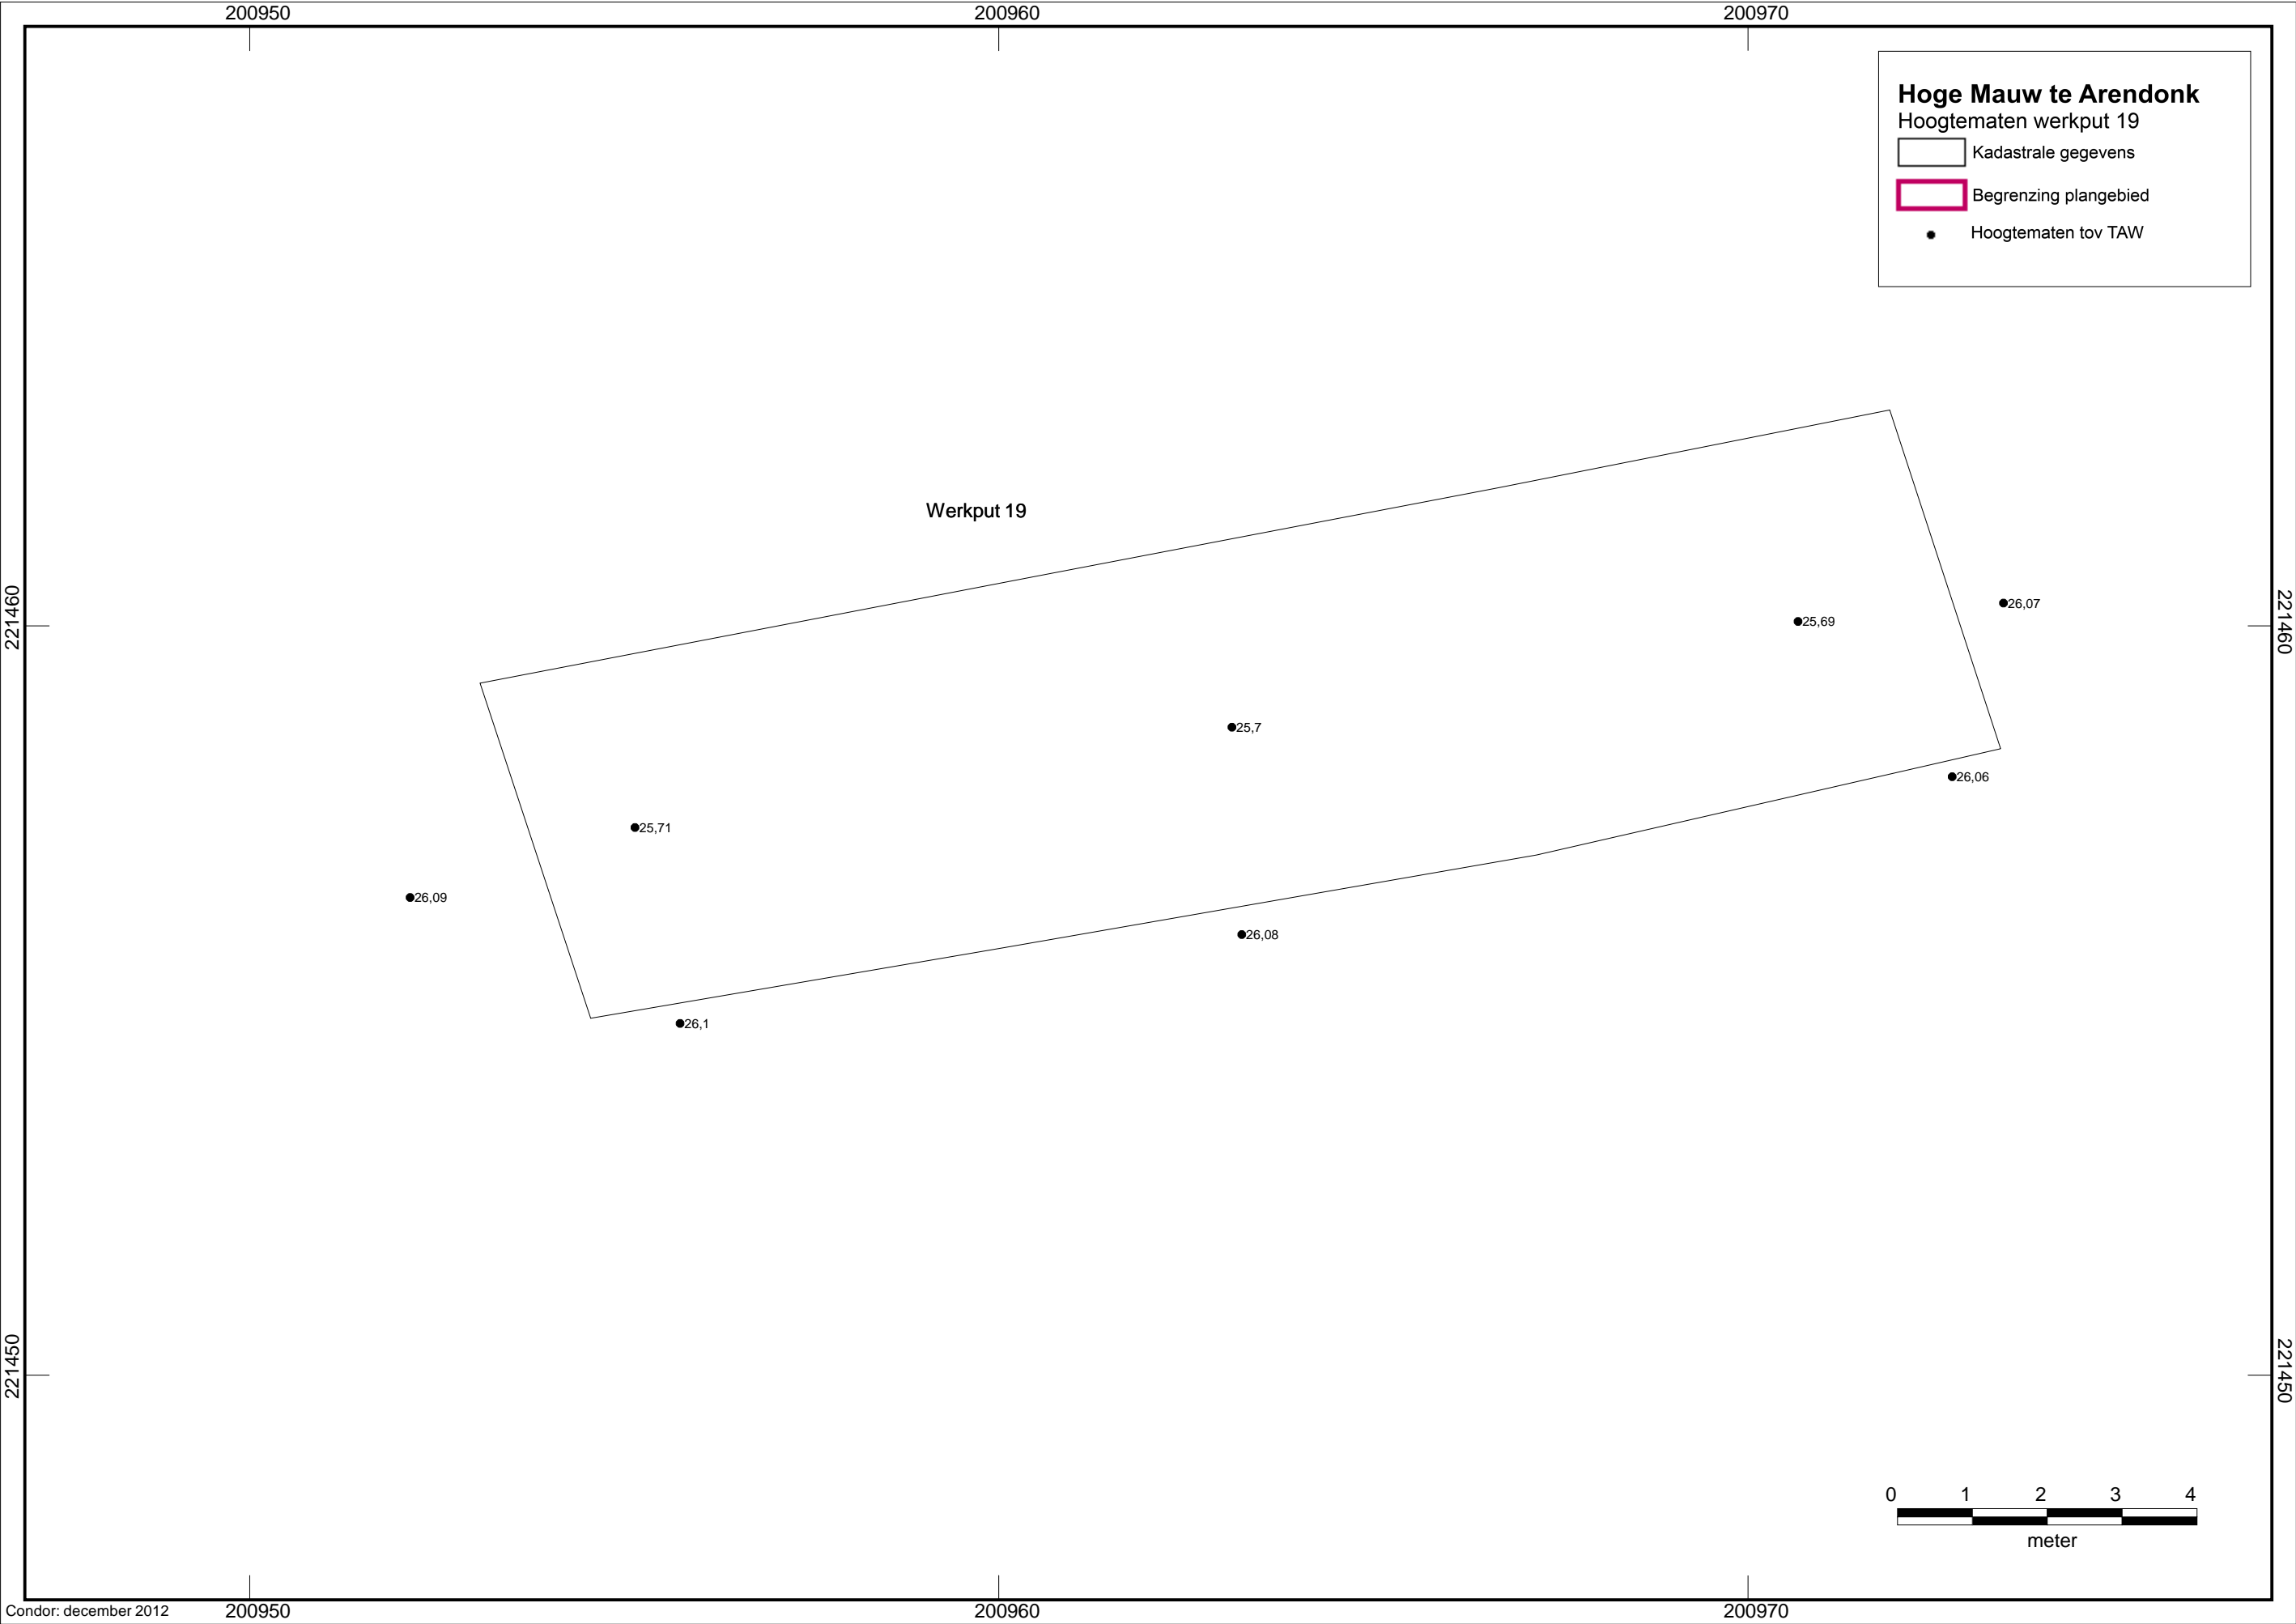 200950
200960
200970
Hoge Mauw te Arendonk
Hoogtematen werkput 19
Kadastrale gegevens
Begrenzing plangebied
Hoogtematen tov TAW
Werkput 19
221460
221460
26,07
25,69
25,7
26,06
25,71
26,09
26,08
26,1
221450
221450
0 1 2 3 4
meter
Condor: december 2012
200950
200960
200970